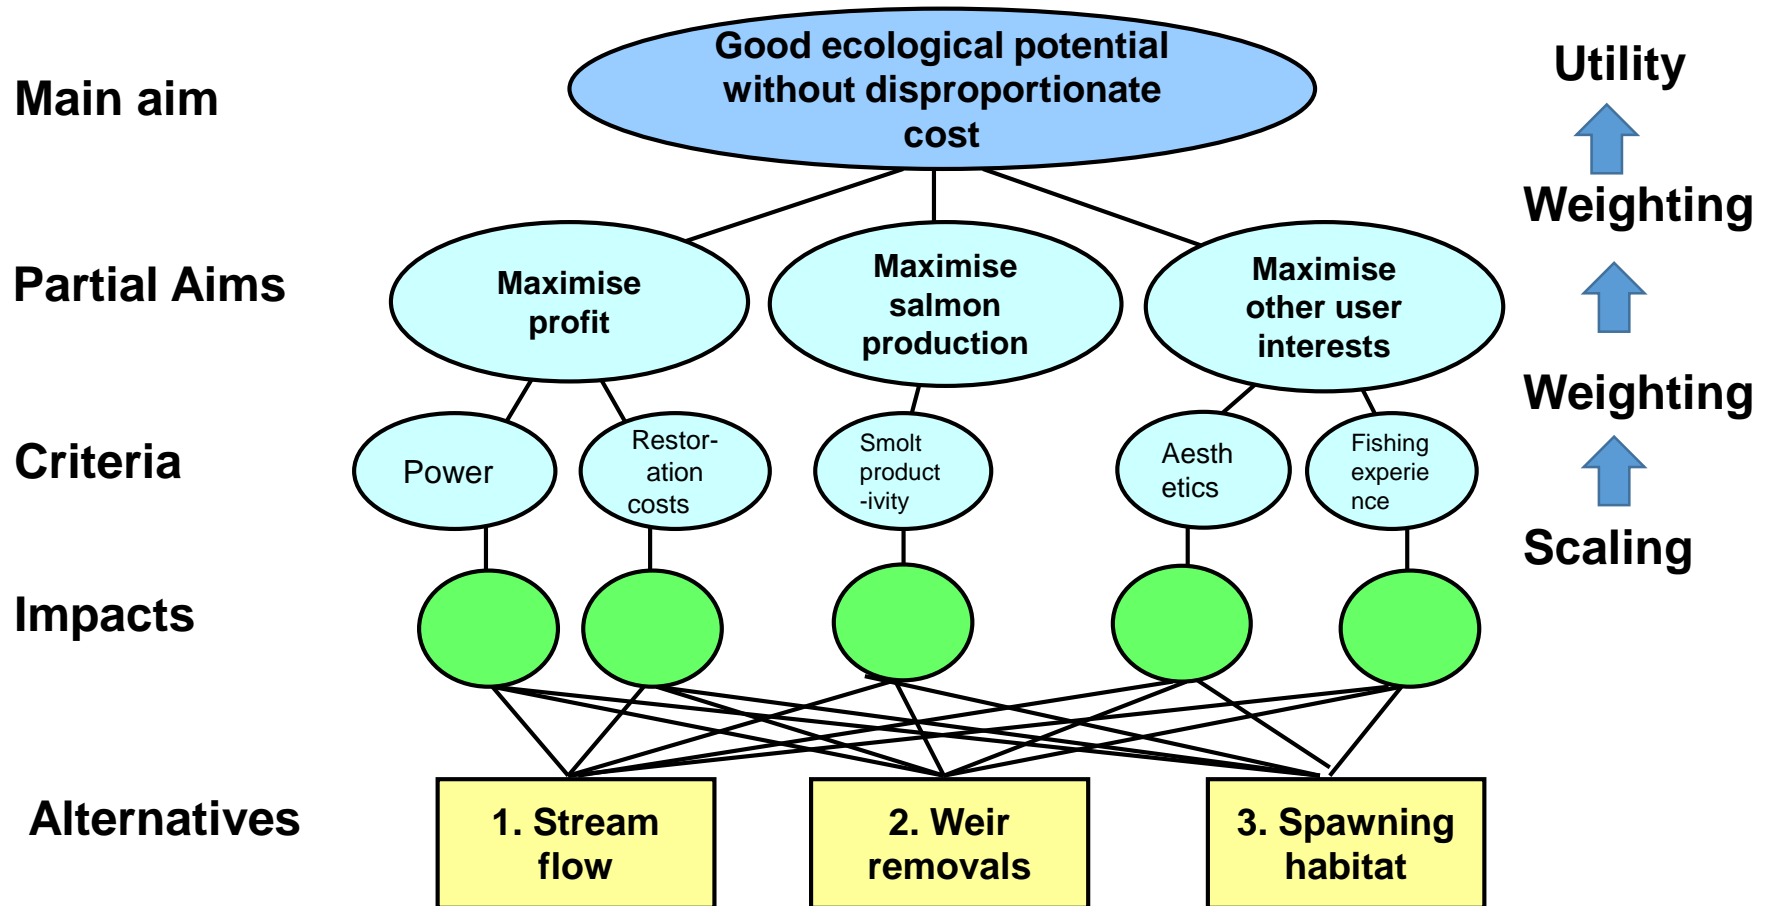 Good ecological potential
without disproportionate
cost
Main aim
Utility
Weighting
Partial Aims
Maximise
profit
Maximise
salmon
production
Maximise
other user
interests
Weighting
Criteria
Power
Restor-
ation
costs
Smolt
product
-ivity
Aesth
etics
Fishing
experie
nce
Scaling
Impacts
Alternatives
1. Stream
flow
2. Weir
removals
3. Spawning
habitat